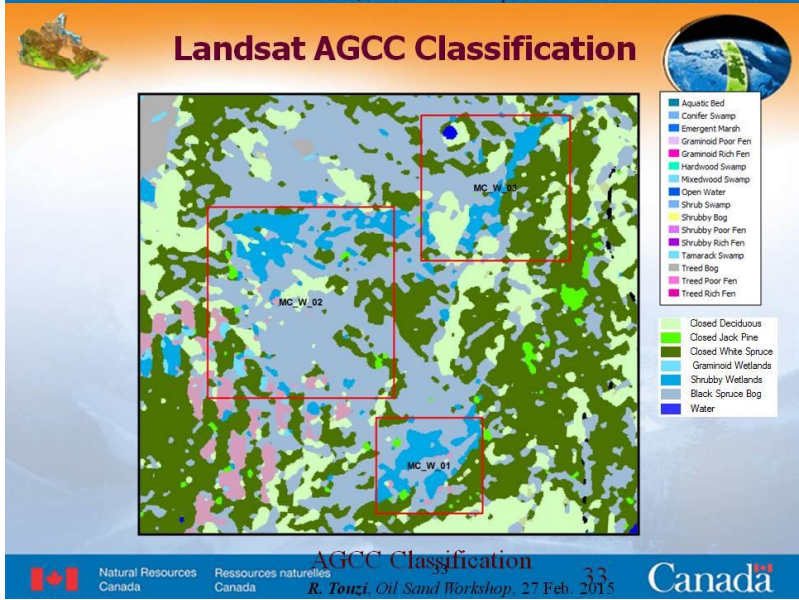 Landsat AGCC Classification
MC_W_03
MC_W_02
MC_W_01
Aquatic Bed
Conifer Swamp
Emergent Marsh
Graminoid Poor Fen
Graminoid Rich Fen
Hardwood Swamp
Mixedwood Swamp
Open Water
Shrub Swamp
Shrubby Bog
Shrubby Poor Fen
Shrubby Rich Fen
Tamarack Swamp
Treed Bog
Treed Poor Fen
Treed Rich Fen
Closed Deciduous
Closed Jack Pine
Closed White Spruce
Graminoid Wetlands
Shrubby Wetlands
Black Spruce Bog
Water
AGCC Classification
33
33
R. Touzi, Oil Sand Workshop, 27 Feb. 2015
Natural Resources
Canada
Ressources naturelles
Canada
Canada